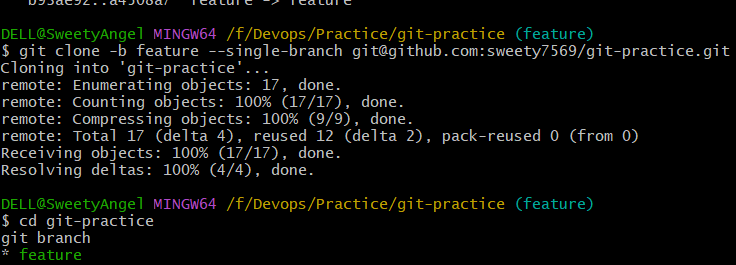 b93ae92..a4508a7  feature -> feature
DELL@SweetyAngel MINGW64 /f/Devops/Practice/git-practice (feature)
$ git clone -b feature --single-branch git@github.com:sweety7569/git-practice.git
Cloning into 'git-practice'...
remote: Enumerating objects: 17, done.
remote: Counting objects: 100% (17/17), done.
remote: Compressing objects: 100% (9/9), done.
remote: Total 17 (delta 4), reused 12 (delta 2), pack-reused 0 (from 0)
Receiving objects: 100% (17/17), done.
Resolving deltas: 100% (4/4), done.
DELL@SweetyAngel MINGW64 /f/Devops/Practice/git-practice (feature)
$ cd git-practice
git branch
* feature